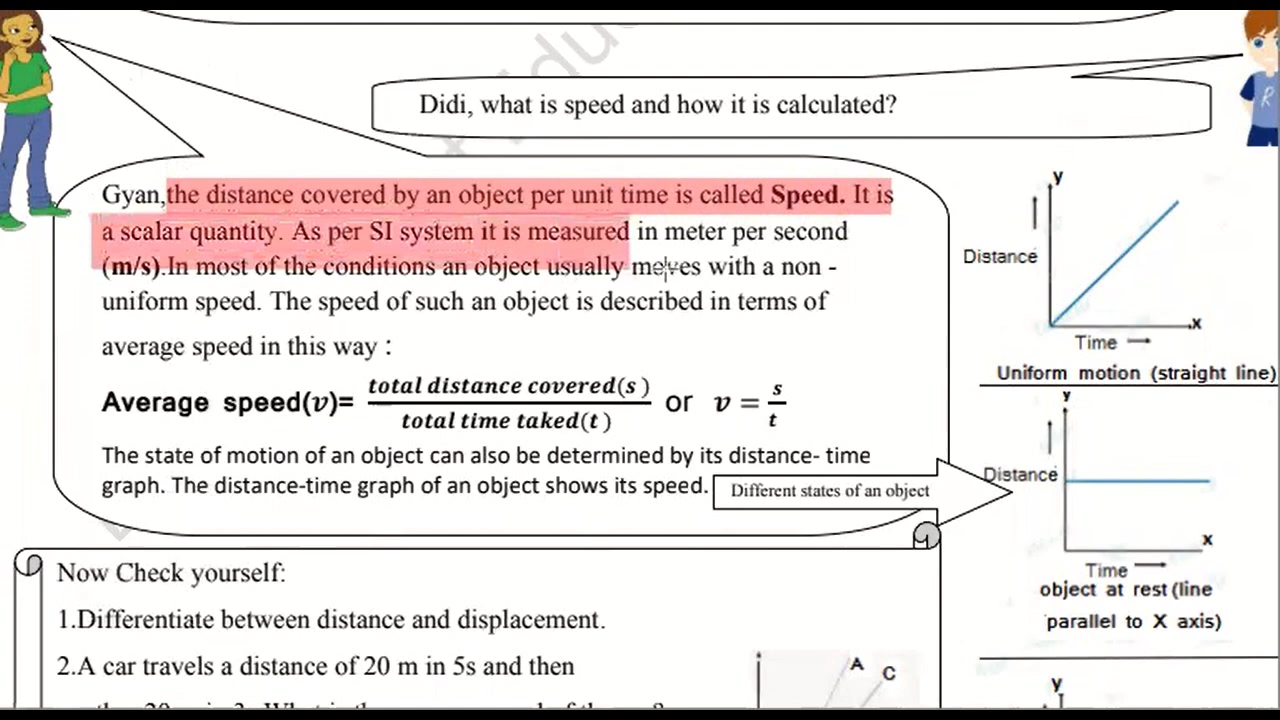 Didi, what is speed and how it is calculated?
Gyan,the distance covered by an object per unit time is called Speed. It is
a scalar quantity. As per SI system it is measured in meter per second
(m/s).In most of the conditions an object usually moves with a non -
uniform speed. The speed of such an object is described in terms of
average speed in this way :
Average speed(v)= total distance covered(s) / total time taked(t) or v = s/t
The state of motion of an object can also be determined by its distance- time
graph. The distance-time graph of an object shows its speed.
Different states of an object
Now Check yourself:
1.Differentiate between distance and displacement.
2.A car travels a distance of 20 m in 5s and then
A
C
R
y
Distance
x
Time
Uniform motion (straight line)
y
Distance
x
Time
object at rest (line
parallel to X axis)
y